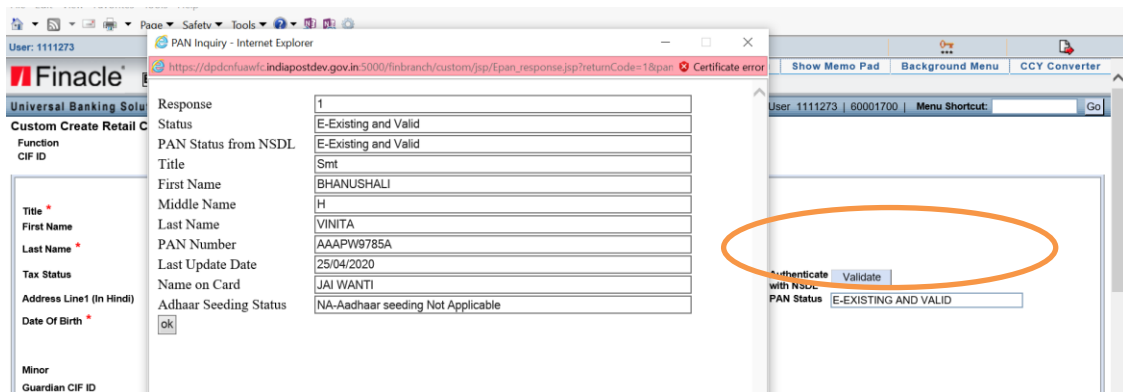 Page Safety Tools
User: 1111273
PAN Inquiry - Internet Explorer
https://dpdcnfuawfc.indiapostdev.gov.in:5000/finbranch/custom/jsp/Epan_response.jsp?returnCode=1&pan Certificate error
Show Memo Pad Background Menu CCY Converter
Finacle
Universal Banking Solu
User 1111273 | 60001700 | Menu Shortcut: Go
Custom Create Retail C
Function
CIF ID
Response 1
Status E-Existing and Valid
PAN Status from NSDL E-Existing and Valid
Title Smt
First Name BHANUSHALI
Middle Name H
Last Name VINITA
PAN Number AAAPW9785A
Last Update Date 25/04/2020
Name on Card JAI WANTI
Adhaar Seeding Status NA-Aadhaar seeding Not Applicable
ok
Title *
First Name
Last Name *
Tax Status
Address Line1 (In Hindi)
Date Of Birth *
Minor
Guardian CIF ID
Authenticate with NSDL Validate
PAN Status E-EXISTING AND VALID